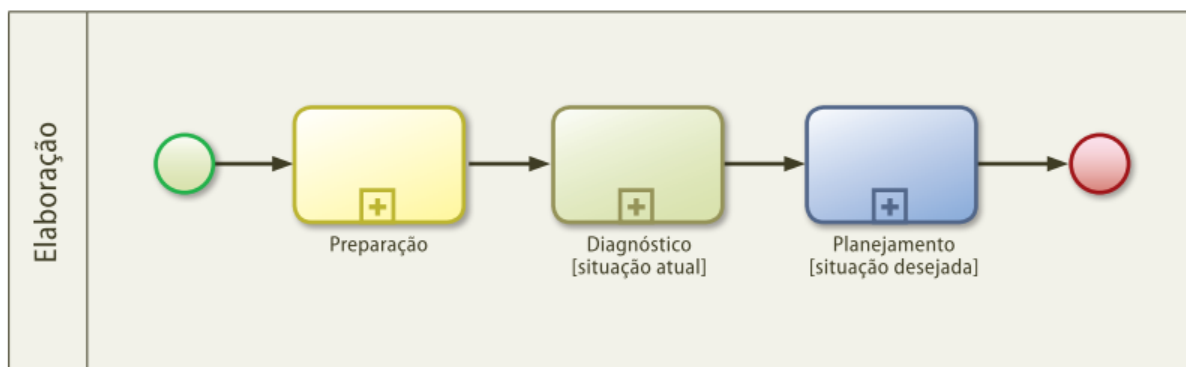 Elaboração
Preparação
Diagnóstico
[situação atual]
Planejamento
[situação desejada]